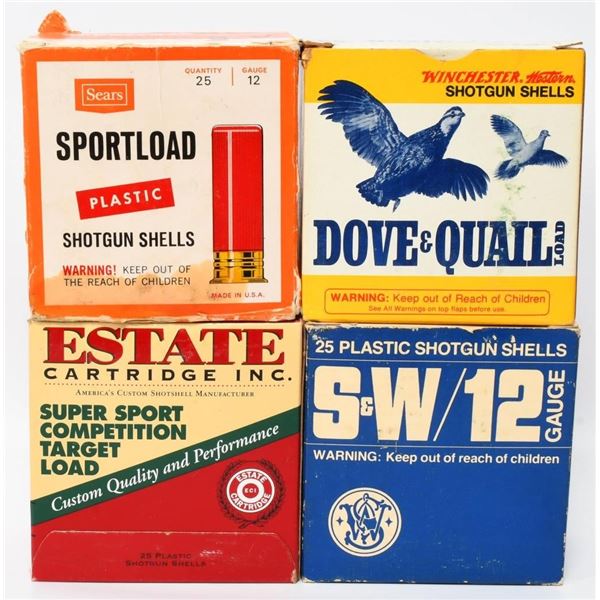 Sears
QUANTITY 25
GAUGE 12
SPORTLOAD
PLASTIC
SHOTGUN SHELLS
WARNING! KEEP OUT OF
THE REACH OF CHILDREN
MADE IN U.S.A.
WINCHESTER Western
SHOTGUN SHELLS
DOVE & QUAIL LOAD
WARNING: Keep out of Reach of Children
See All Warnings on top flaps before use.
ESTATE
CARTRIDGE INC.
AMERICA'S CUSTOM SHOTSHELL MANUFACTURER
SUPER SPORT
COMPETITION
TARGET
LOAD
Custom Quality and Performance
ESTATE
ECI
CARTRIDGE
25 PLASTIC
SHOTGUN SHELLS
25 PLASTIC SHOTGUN SHELLS
S&W/12 GAUGE
WARNING: Keep out of reach of children
S&W